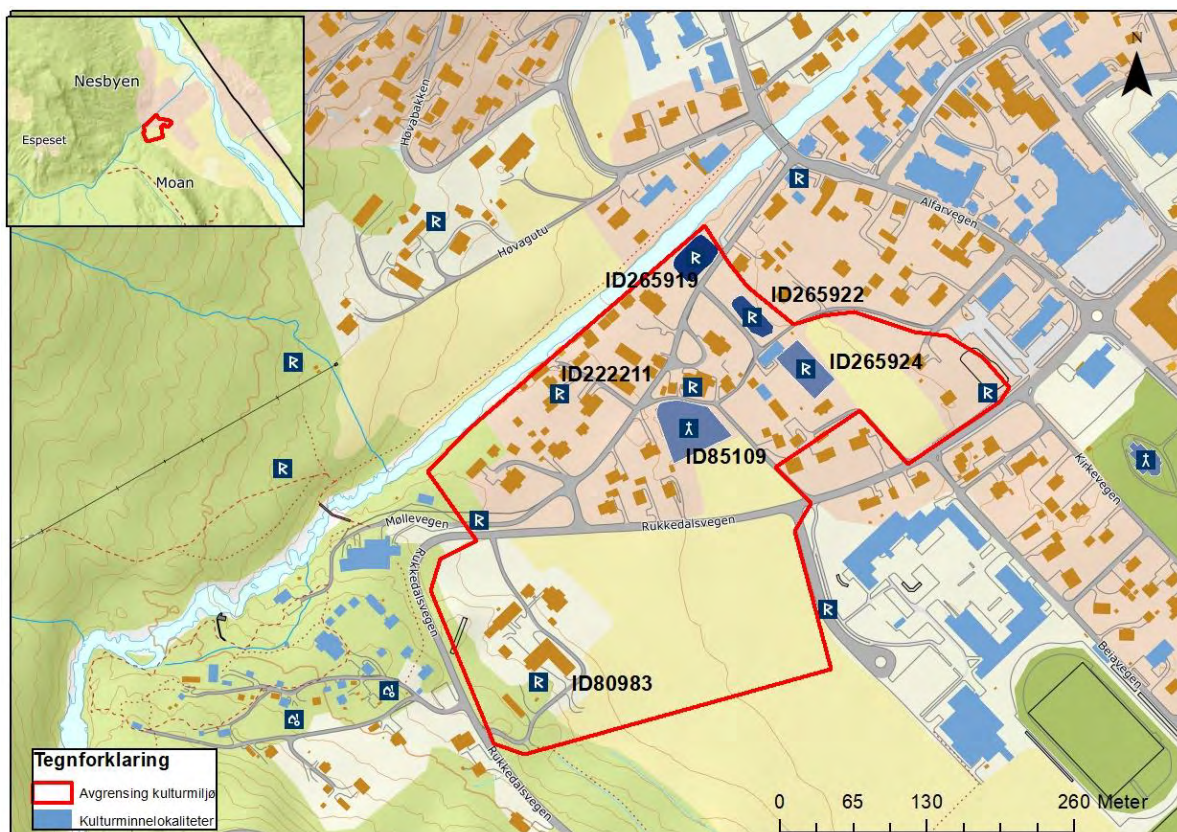 Nesbyen
Espeset
Moan
N
Høvabakken
Høvagutu
Alfarvegen
ID265919
ID265922
ID222211
ID265924
ID85109
Kirkevegen
Møllevegen
Rukkedalsvegen
Rukkedalsvegen
Beiavegen
ID80983
Rukkedalsvegen
Tegnforklaring
Avgrensing kulturmiljø
Kulturminnelokaliteter
0 65 130 260 Meter